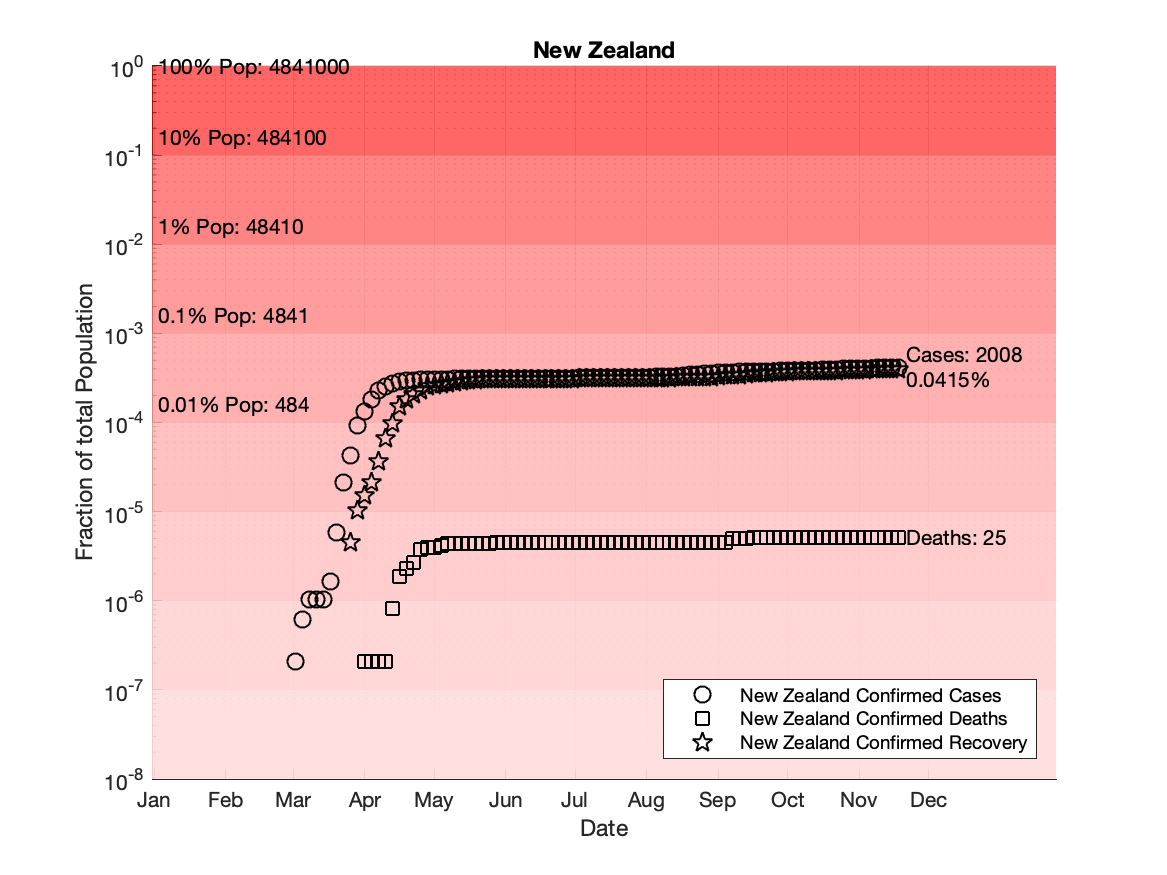 New Zealand
10^0
100% Pop: 4841000
10% Pop: 484100
10^-1
1% Pop: 48410
10^-2
0.1% Pop: 4841
10^-3
Cases: 2008
0.0415%
0.01% Pop: 484
10^-4
10^-5
Deaths: 25
10^-6
10^-7
10^-8
Fraction of total Population
New Zealand Confirmed Cases
New Zealand Confirmed Deaths
New Zealand Confirmed Recovery
Jan Feb Mar Apr May Jun Jul Aug Sep Oct Nov Dec
Date